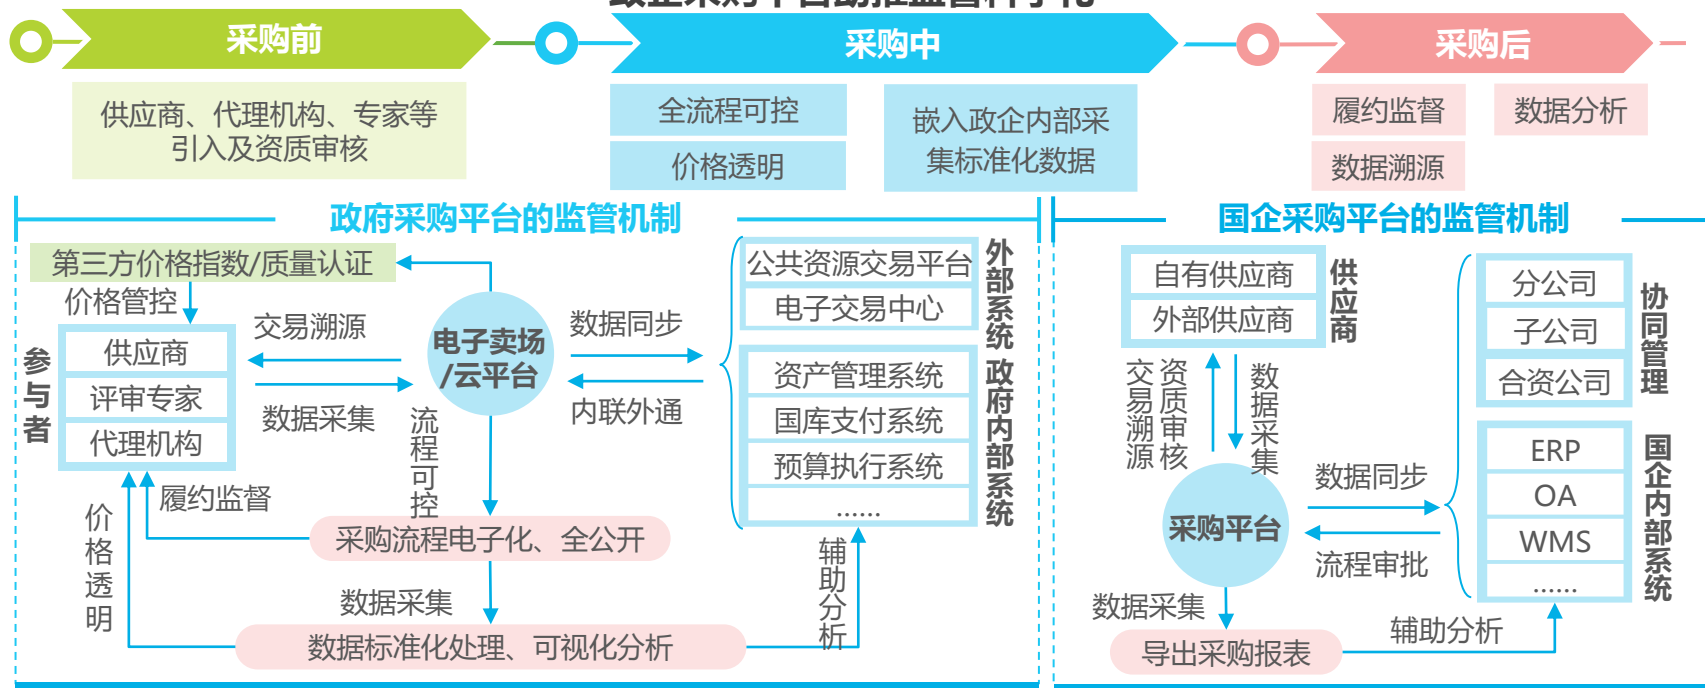 政企采购平台助推监管科学化
采购前
采购中
采购后
供应商、代理机构、专家等
引入及资质审核
全流程可控
价格透明
嵌入政企内部采
集标准化数据
履约监督
数据分析
数据溯源
政府采购平台的监管机制
第三方价格指数/质量认证
价格管控
参与者
供应商
评审专家
代理机构
交易溯源
数据采集
电子卖场
/云平台
数据同步
内联外通
公共资源交易平台
电子交易中心
外部系统
资产管理系统
国库支付系统
预算执行系统
......
政府内部系统
流程可控
履约监督
价格透明
采购流程电子化、全公开
数据采集
数据标准化处理、可视化分析
辅助分析
国企采购平台的监管机制
自有供应商
外部供应商
供应商
交易溯源
资质审核
数据采集
采购平台
数据同步
流程审批
分公司
子公司
合资公司
协同管理
ERP
OA
WMS
......
国企内部系统
数据采集
导出采购报表
辅助分析